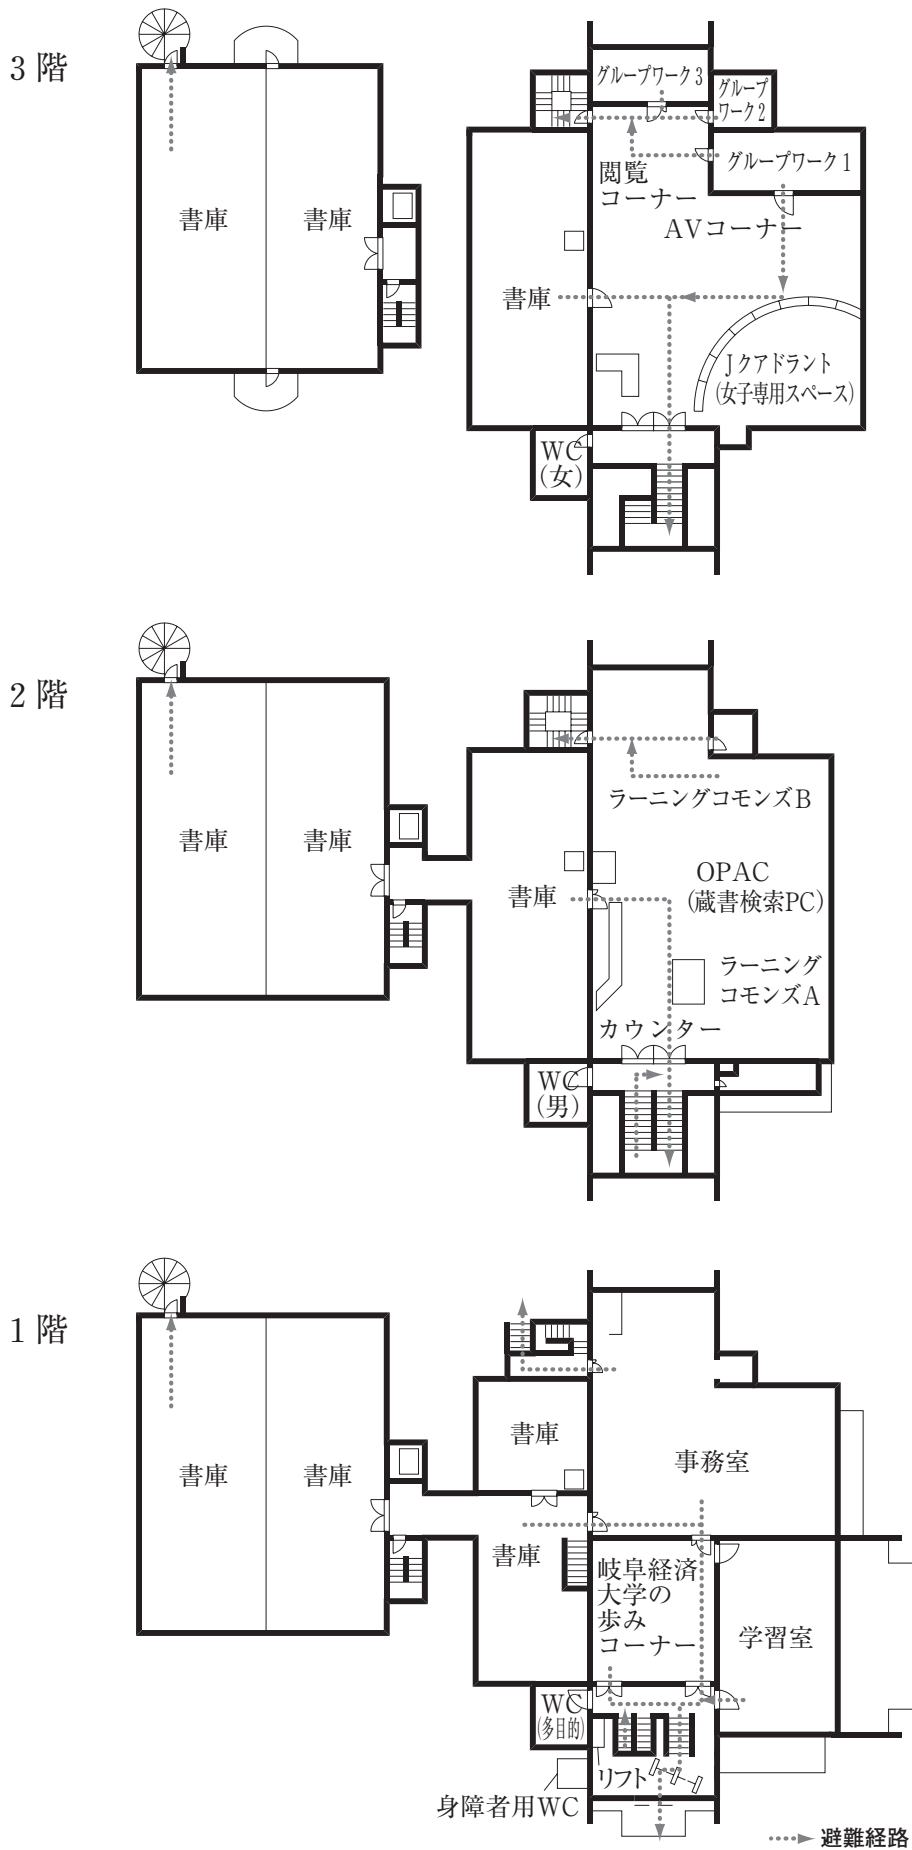 3 階
グループワーク 3
グループ
ワーク 2
グループワーク 1
閲覧
コーナー
AVコーナー
書庫
書庫
書庫
Jクアドラント
(女子専用スペース)
WC
(女)
2 階
ラーニングコモンズB
書庫
書庫
書庫
OPAC
(蔵書検索PC)
ラーニング
コモンズA
カウンター
WC
(男)
1 階
書庫
書庫
書庫
事務室
書庫
岐阜経済
大学の
歩み
コーナー
学習室
WC
(多目的)
リフト
身障者用WC
避難経路